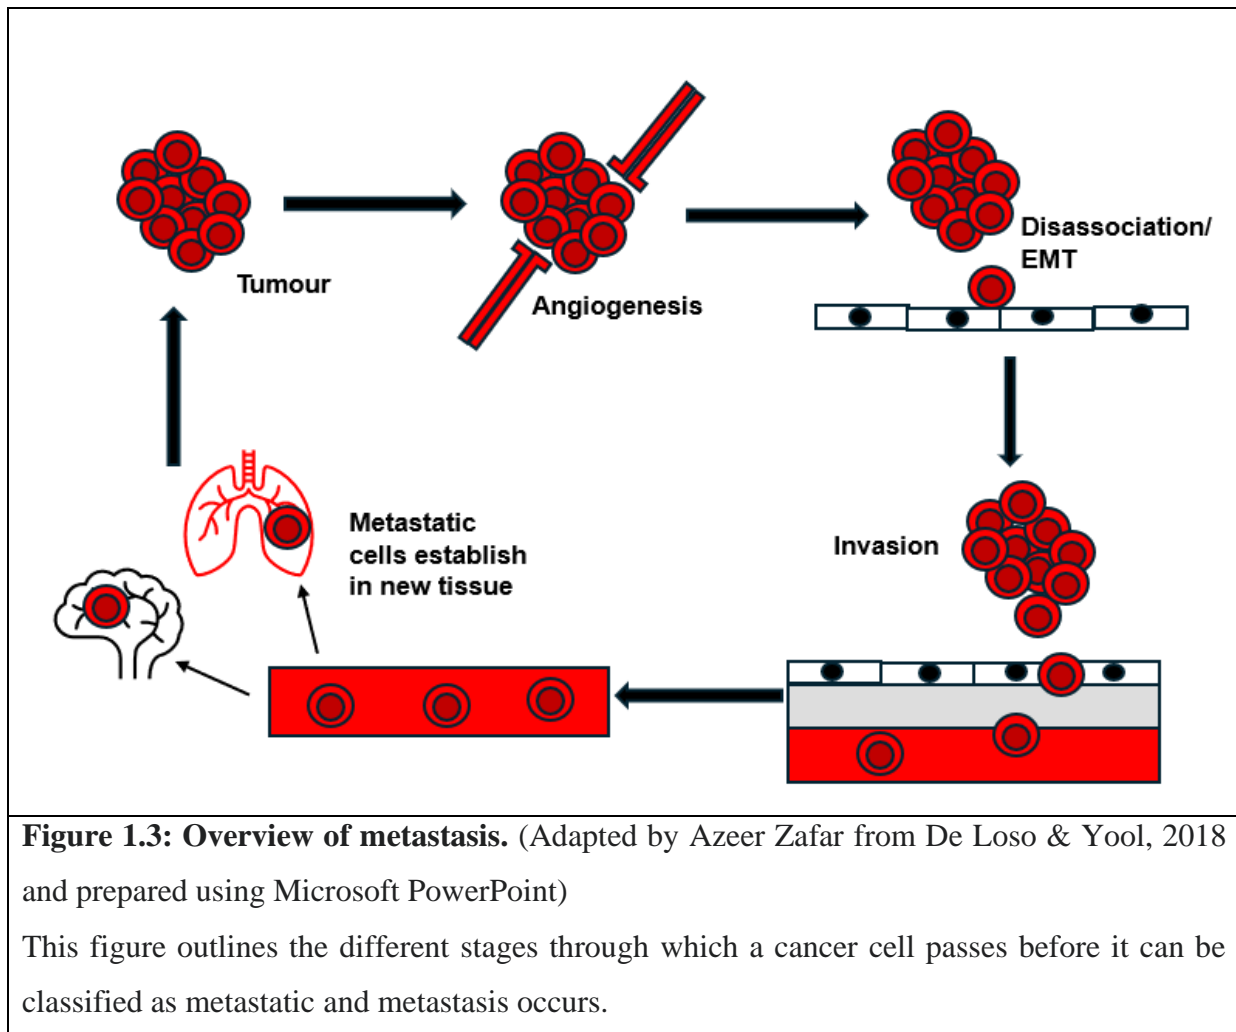 Tumour
Angiogenesis
Disassociation/
EMT
Invasion
Metastatic
cells establish
in new tissue
Figure 1.3: Overview of metastasis. (Adapted by Azeer Zafar from De Loso & Yool, 2018
and prepared using Microsoft PowerPoint)
This figure outlines the different stages through which a cancer cell passes before it can be
classified as metastatic and metastasis occurs.